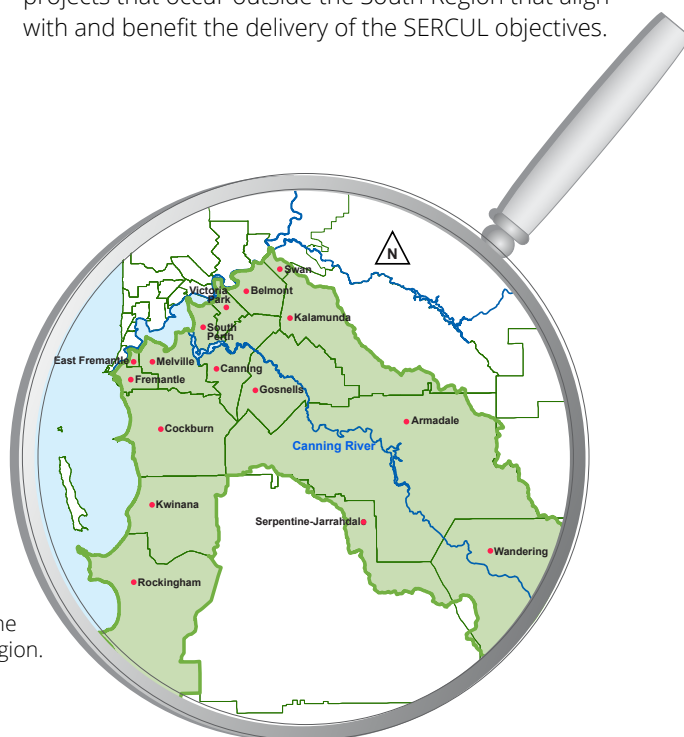 projects that occur outside the South Region that align
with and benefit the delivery of the SERCUL objectives.
N
Swan
Victoria
Park
Belmont
Kalamunda
South
Perth
East Fremantle
Melville
Canning
Fremantle
Gosnells
Armadale
Cockburn
Canning River
Kwinana
Serpentine-Jarrahdale
Wandering
Rockingham
gion.